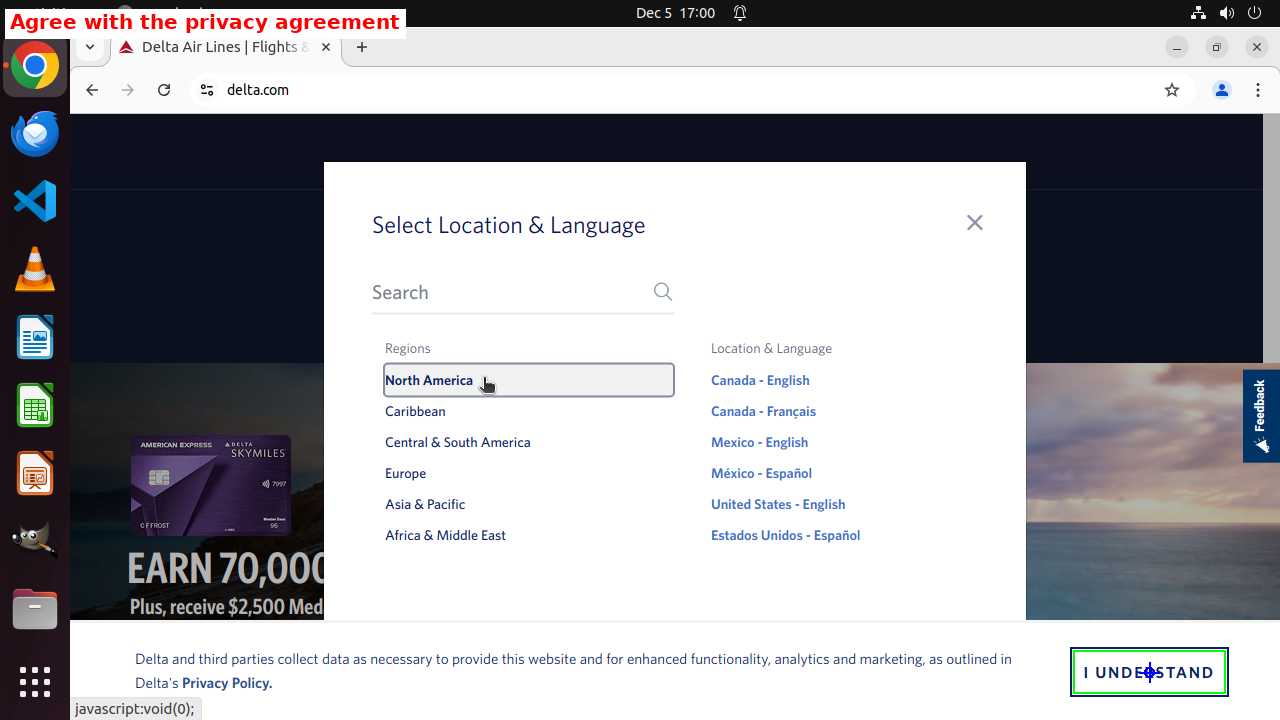 Agree with the privacy agreement
Dec 5 17:00
Delta Air Lines | Flights &
delta.com
Select Location & Language
Search
Regions
Location & Language
North America
Canada - English
Caribbean
Canada - Français
Central & South America
Mexico - English
Europe
México - Español
Asia & Pacific
United States - English
Africa & Middle East
Estados Unidos - Español
Feedback
AMERICAN EXPRESS
DELTA
SKYMILES
7997
C F FROST
96
EARN 70,000
Plus, receive $2,500 Med
Delta and third parties collect data as necessary to provide this website and for enhanced functionality, analytics and marketing, as outlined in
Delta's Privacy Policy.
I UNDERSTAND
javascript:void(0);